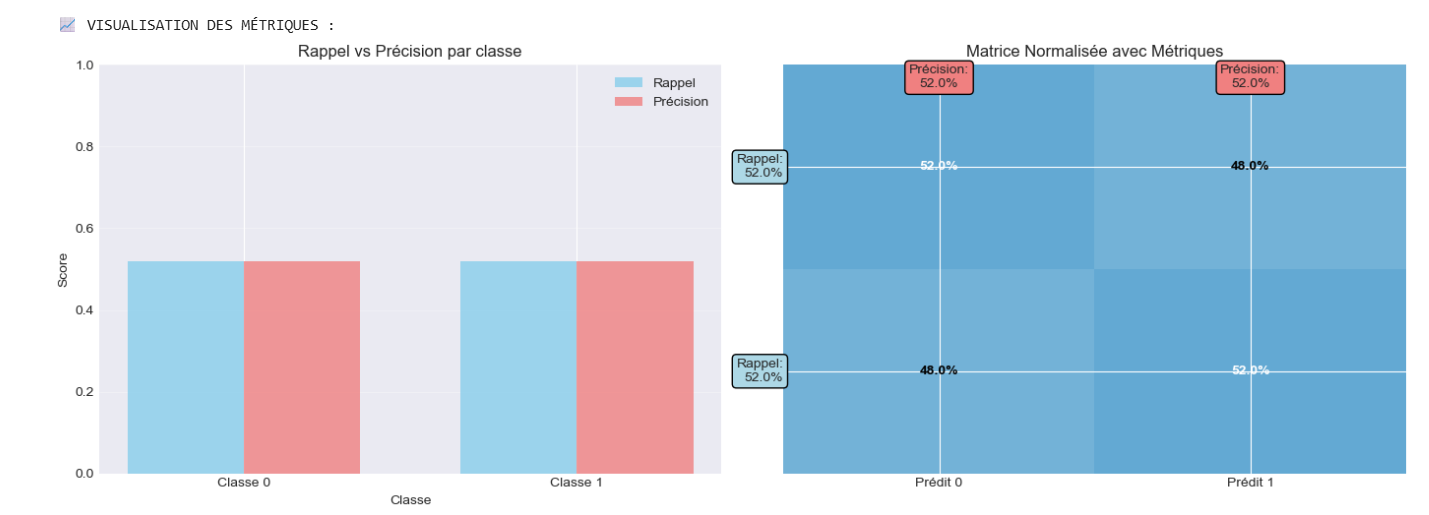 📈 VISUALISATION DES MÉTRIQUES :
Rappel vs Précision par classe
1.0
0.8
0.6
0.4
0.2
0.0
Score
Rappel
Précision
Classe 0
Classe 1
Classe
Matrice Normalisée avec Métriques
Précision:
52.0%
Précision:
52.0%
Rappel:
52.0%
52.0%
48.0%
Rappel:
52.0%
48.0%
52.0%
Prédit 0
Prédit 1